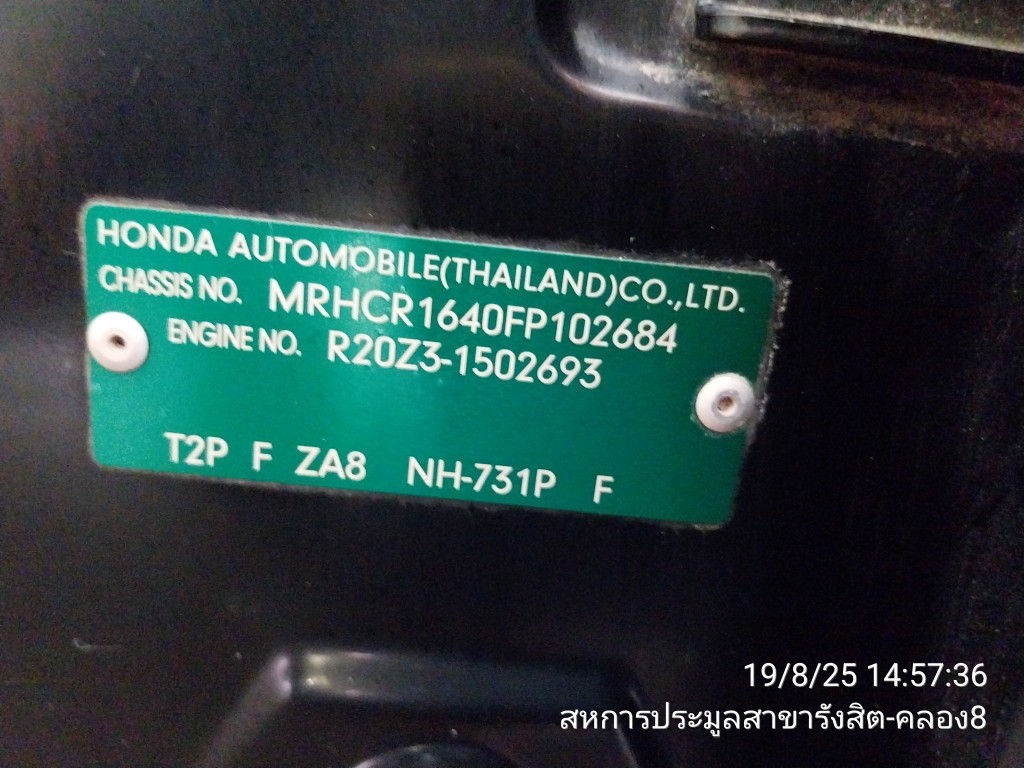 HONDA AUTOMOBILE(THAILAND)CO.,LTD.
CHASSIS NO. MRHCR1640FP102684
ENGINE NO. R20Z3-1502693
T2P F ZA8 NH-731P F
19/8/25 14:57:36
สหการประมูลสาขารังสิต-คลอง8